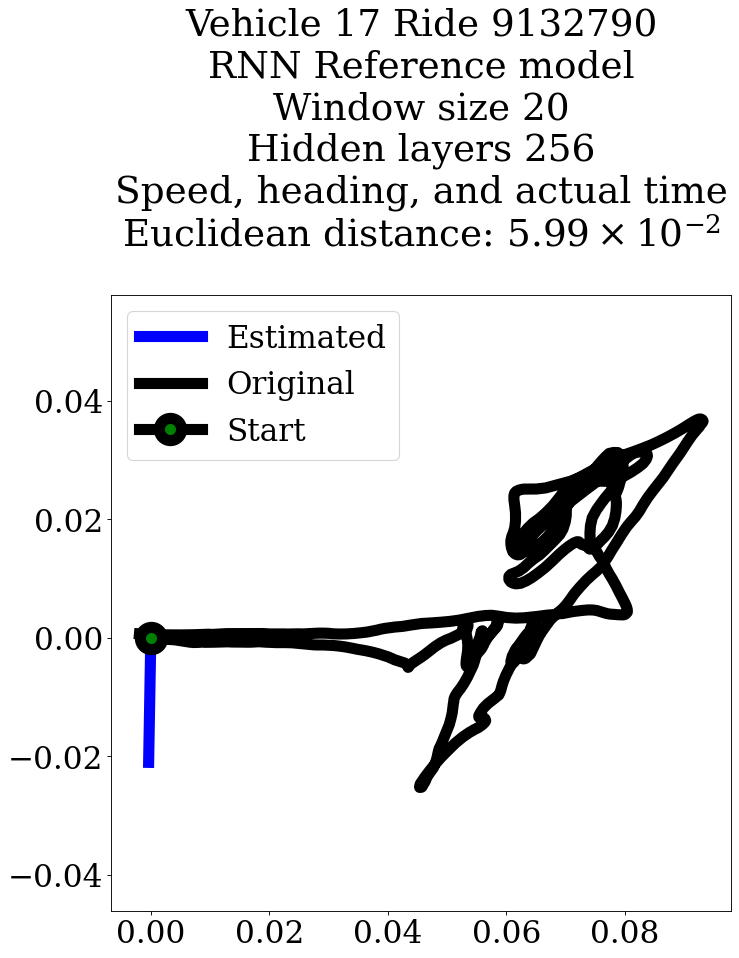 Vehicle 17 Ride 9132790
RNN Reference model
Window size 20
Hidden layers 256
Speed, heading, and actual time
Euclidean distance: 5.99 × 10⁻²
Estimated
Original
Start
0.04
0.02
0.00
−0.02
−0.04
0.00 0.02 0.04 0.06 0.08